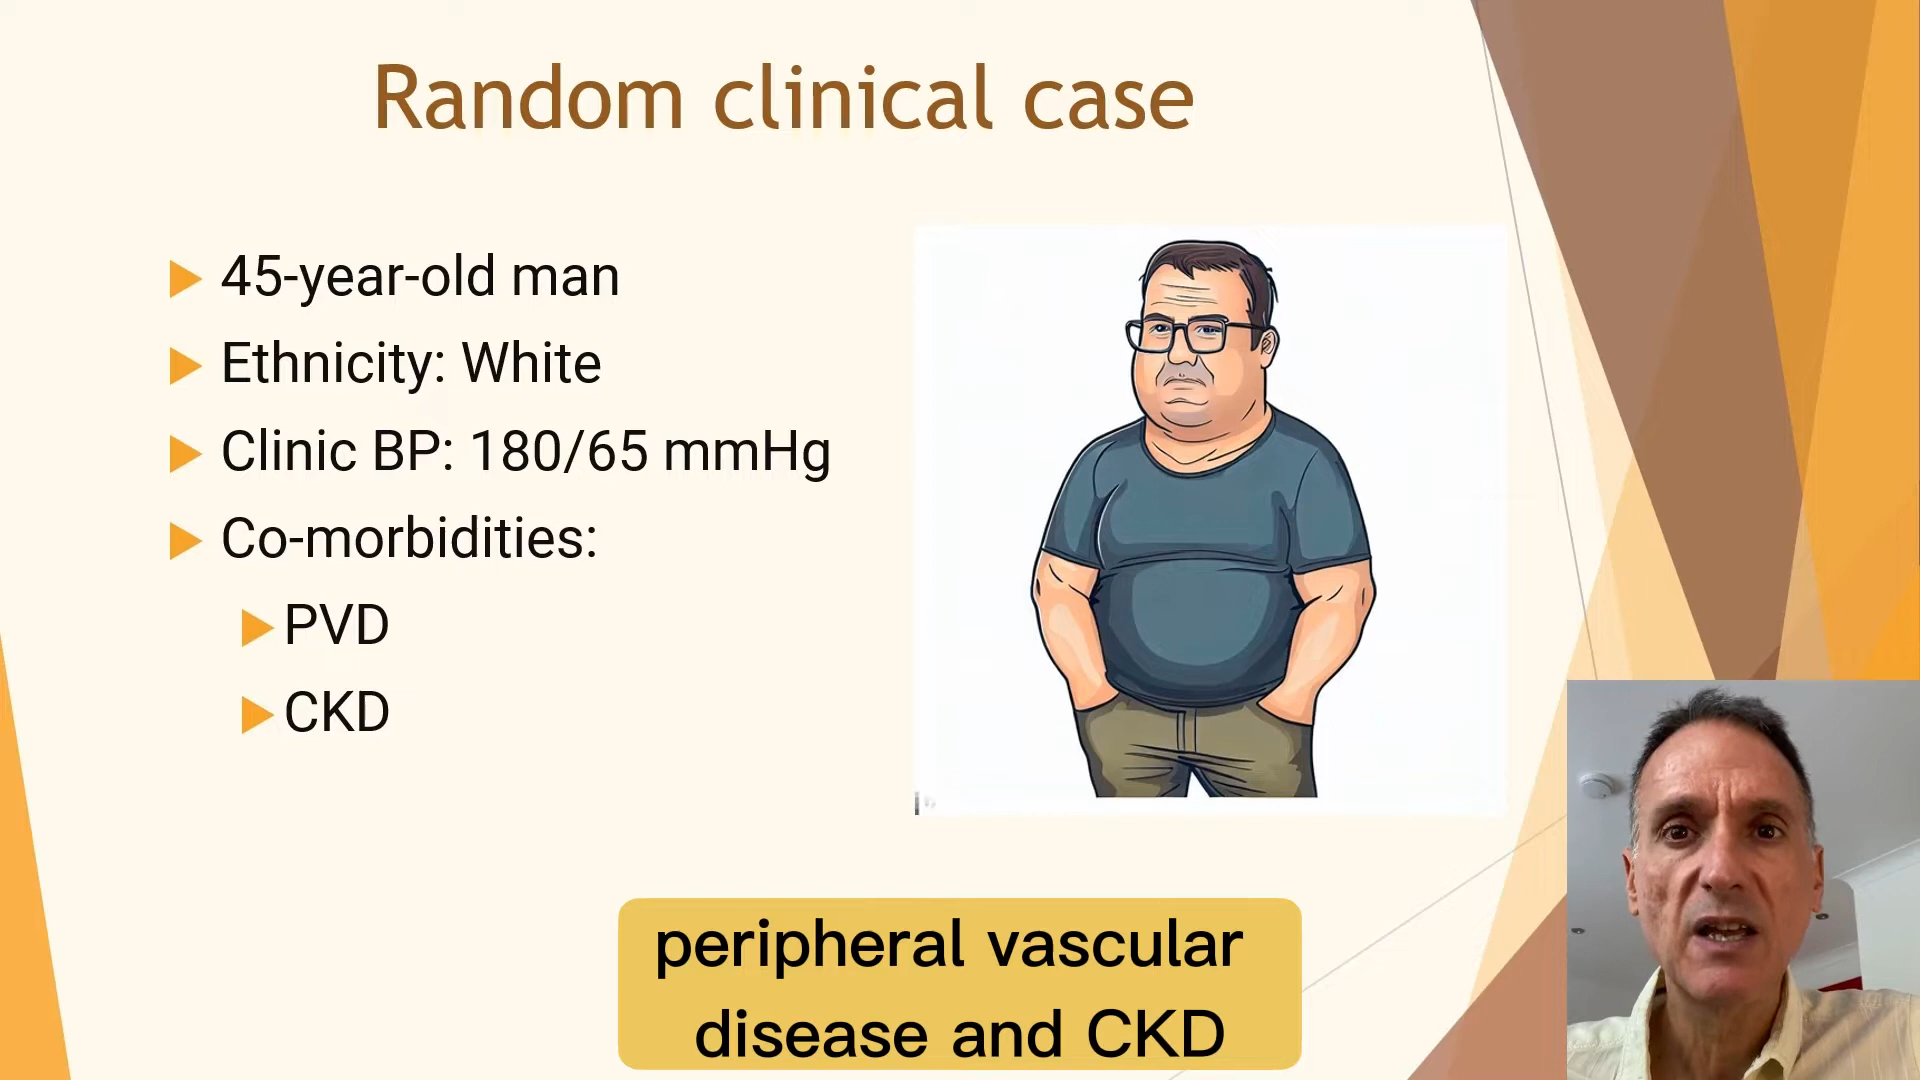 Random clinical case
45-year-old man
Ethnicity: White
Clinic BP: 180/65 mmHg
Co-morbidities:
PVD
CKD
peripheral vascular
disease and CKD